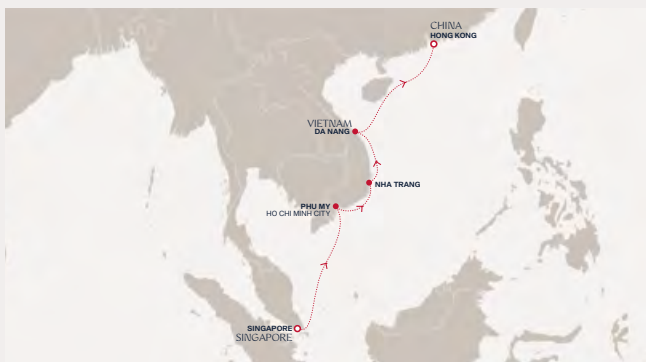 CHINA
HONG KONG
VIETNAM
DA NANG
NHA TRANG
PHU MY
HO CHI MINH CITY
SINGAPORE
SINGAPORE